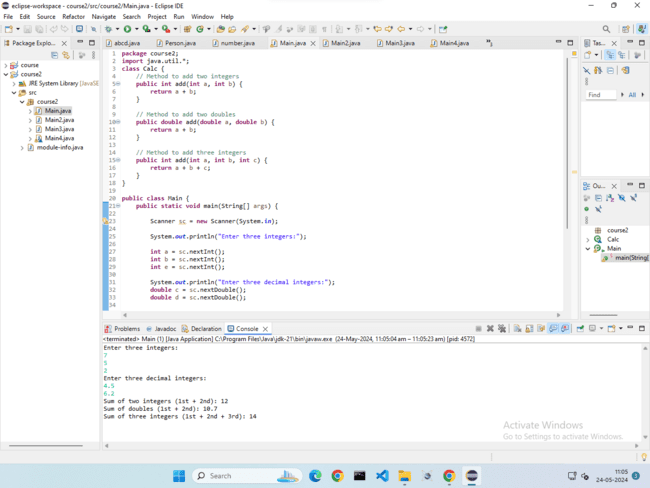 eclipse-workspace - course2/src/course2/Main.java - Eclipse IDE
File Edit Source Refactor Navigate Search Project Run Window Help
Package Explo...
course
course2
JRE System Library [JavaSE
src
course2
Main.java
Main2.java
Main3.java
Main4.java
module-info.java
abcd.java Person.java number.java Main.java Main2.java Main3.java Main4.java
1 package course2;
2 import java.util.*;
3 class Calc {
4 // Method to add two integers
5 public int add(int a, int b) {
6 return a + b;
7 }
8
9 // Method to add two doubles
10 public double add(double a, double b) {
11 return a + b;
12 }
13
14 // Method to add three integers
15 public int add(int a, int b, int c) {
16 return a + b + c;
17 }
18 }
19
20 public class Main {
21 public static void main(String[] args) {
22
23 Scanner sc = new Scanner(System.in);
24
25 System.out.println("Enter three integers:");
26
27 int a = sc.nextInt();
28 int b = sc.nextInt();
29 int e = sc.nextInt();
30
31 System.out.println("Enter three decimal integers:");
32 double c = sc.nextDouble();
33 double d = sc.nextDouble();
34
Tas...
Find All
Ou...
course2
Calc
Main
main(String[
Problems Javadoc Declaration Console
<terminated> Main (1) [Java Application] C:\Program Files\Java\jdk-21\bin\javaw.exe (24-May-2024, 11:05:04 am – 11:05:23 am) [pid: 4572]
Enter three integers:
7
5
2
Enter three decimal integers:
4.5
6.2
Sum of two integers (1st + 2nd): 12
Sum of doubles (1st + 2nd): 10.7
Sum of three integers (1st + 2nd + 3rd): 14
Activate Windows
Go to Settings to activate Windows.
Search
11:05
24-05-2024